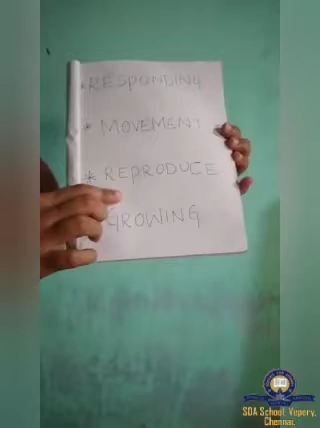 * RESPONDING
* MOVEMENT
* REPRODUCE
GROWING
SDA School, Vepery,
Chennai.